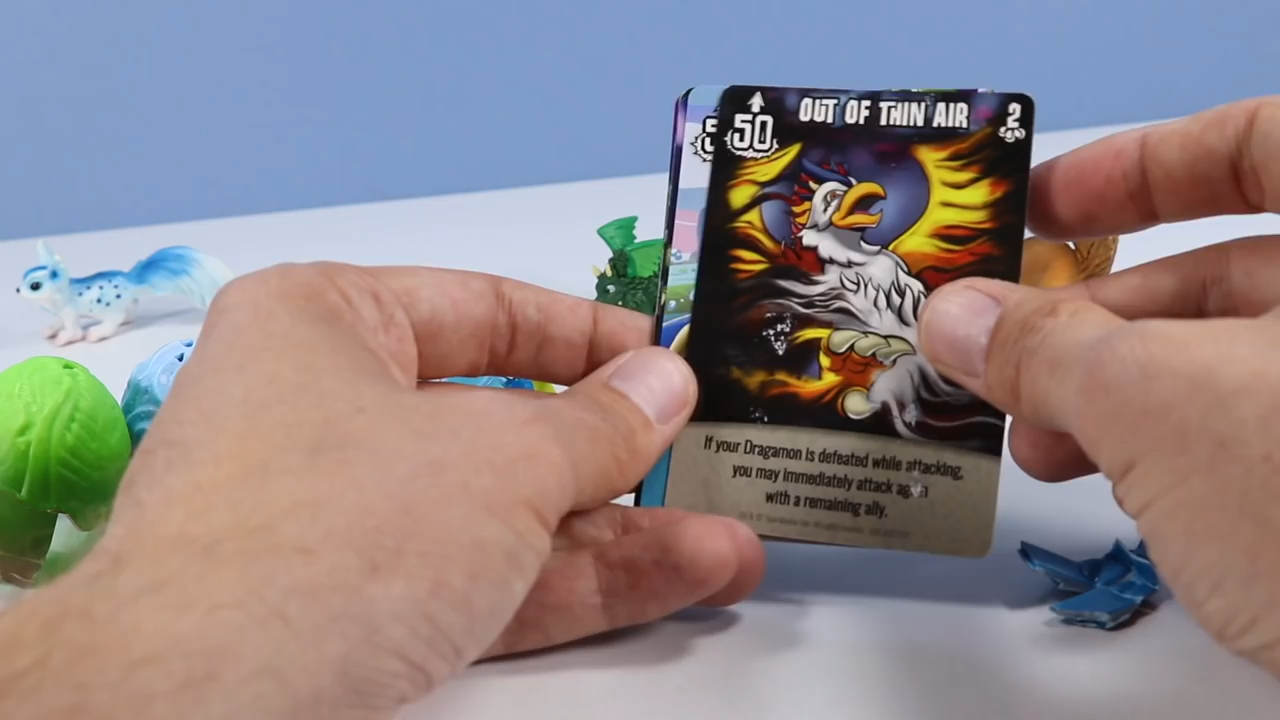 50
OUT OF THIN AIR
2
If your Dragamon is defeated while attacking,
you may immediately attack again
with a remaining ally.